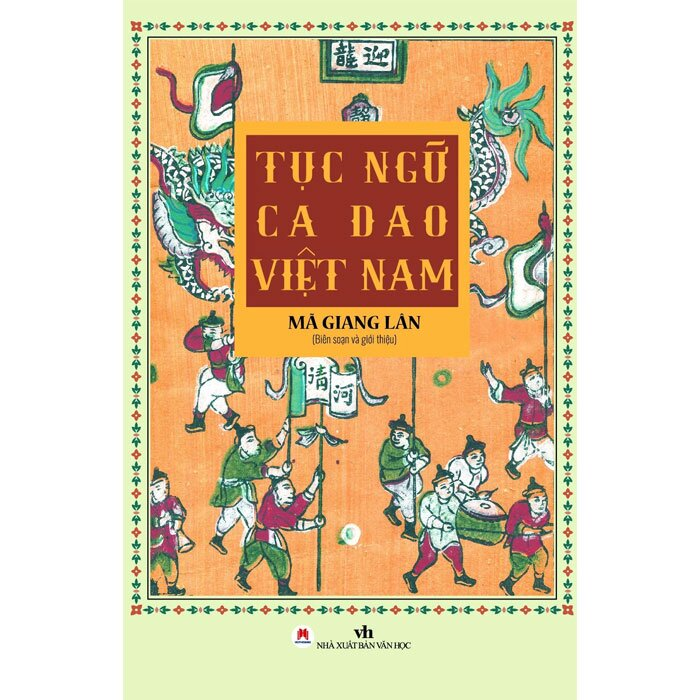 龍迎
TỤC NGỮ
CA DAO
VIỆT NAM
MÃ GIANG LÂN
(Biên soạn và giới thiệu)
清河
vh
NHÀ XUẤT BẢN VĂN HỌC